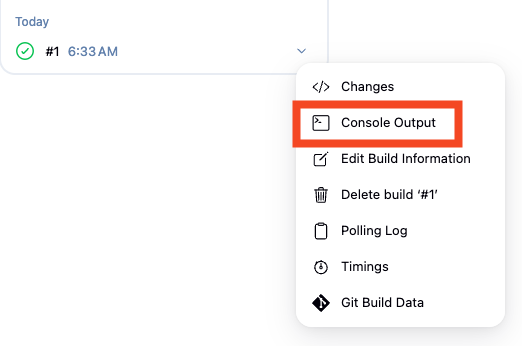 Today
#1 6:33 AM
Changes
Console Output
Edit Build Information
Delete build ‘#1’
Polling Log
Timings
Git Build Data